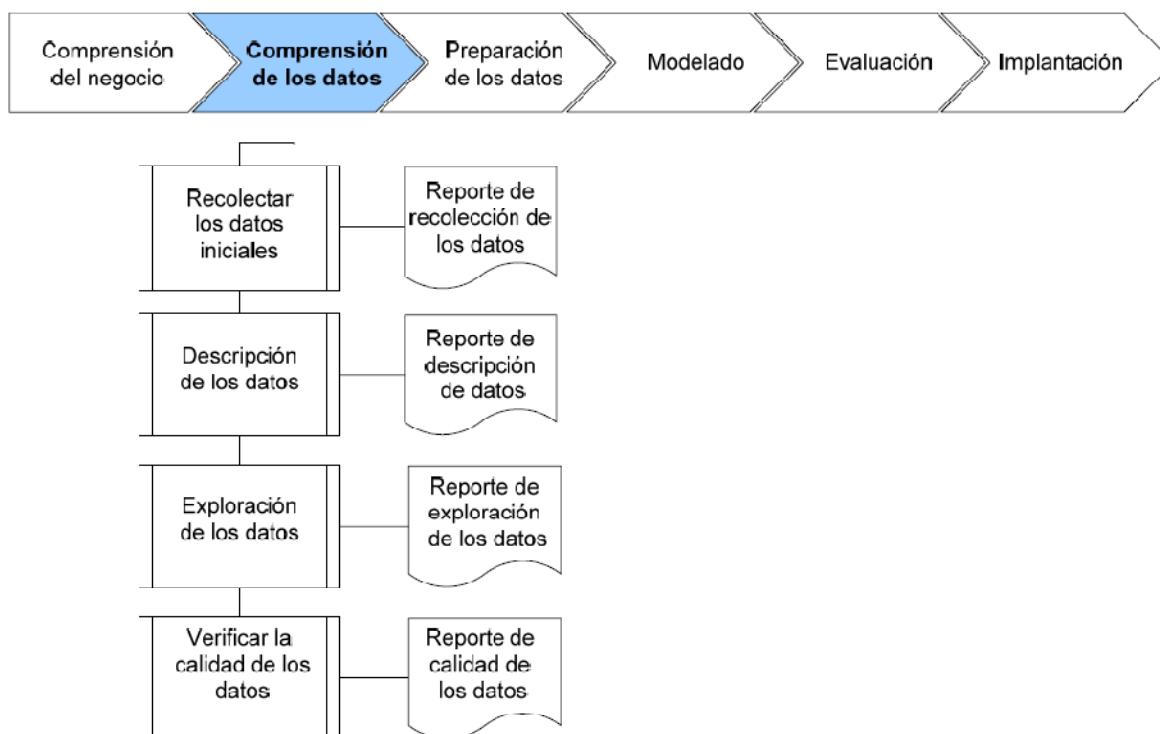 Comprensión
del negocio
Comprensión
de los datos
Preparación
de los datos
Modelado
Evaluación
Implantación
Recolectar
los datos
iniciales
Reporte de
recolección de
los datos
Descripción
de los datos
Reporte de
descripción
de datos
Exploración
de los datos
Reporte de
exploración
de los datos
Verificar la
calidad de los
datos
Reporte de
calidad de
los datos